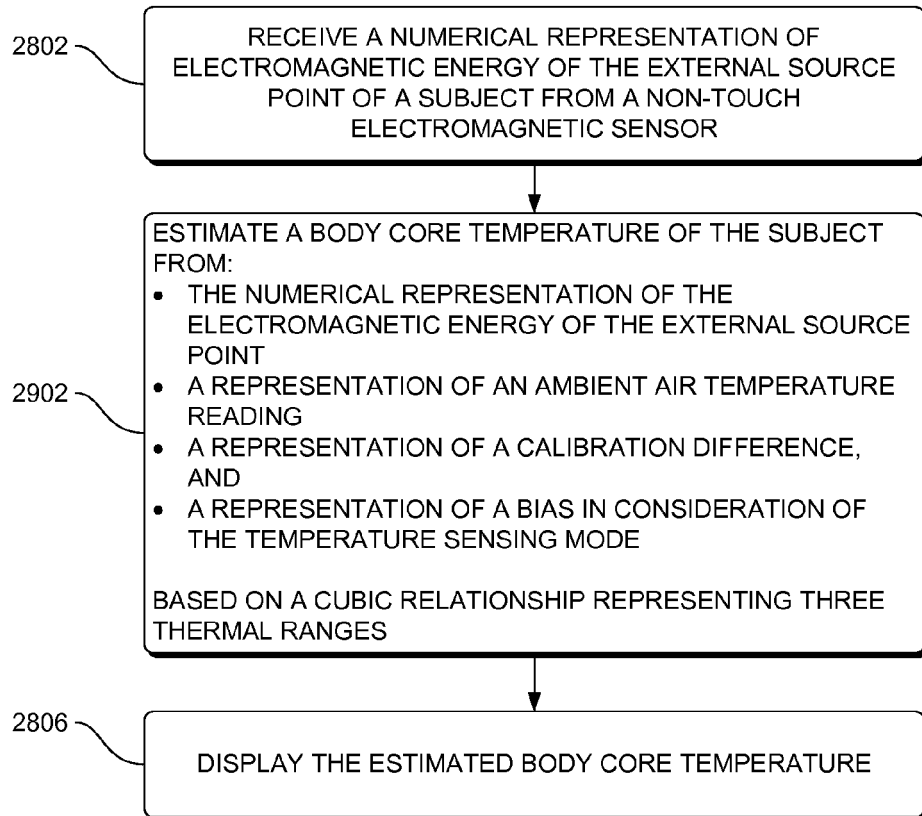 2802
RECEIVE A NUMERICAL REPRESENTATION OF
ELECTROMAGNETIC ENERGY OF THE EXTERNAL SOURCE
POINT OF A SUBJECT FROM A NON-TOUCH
ELECTROMAGNETIC SENSOR
2902
ESTIMATE A BODY CORE TEMPERATURE OF THE SUBJECT
FROM:
• THE NUMERICAL REPRESENTATION OF THE
ELECTROMAGNETIC ENERGY OF THE EXTERNAL SOURCE
POINT
• A REPRESENTATION OF AN AMBIENT AIR TEMPERATURE
READING
• A REPRESENTATION OF A CALIBRATION DIFFERENCE,
AND
• A REPRESENTATION OF A BIAS IN CONSIDERATION OF
THE TEMPERATURE SENSING MODE
BASED ON A CUBIC RELATIONSHIP REPRESENTING THREE
THERMAL RANGES
2806
DISPLAY THE ESTIMATED BODY CORE TEMPERATURE